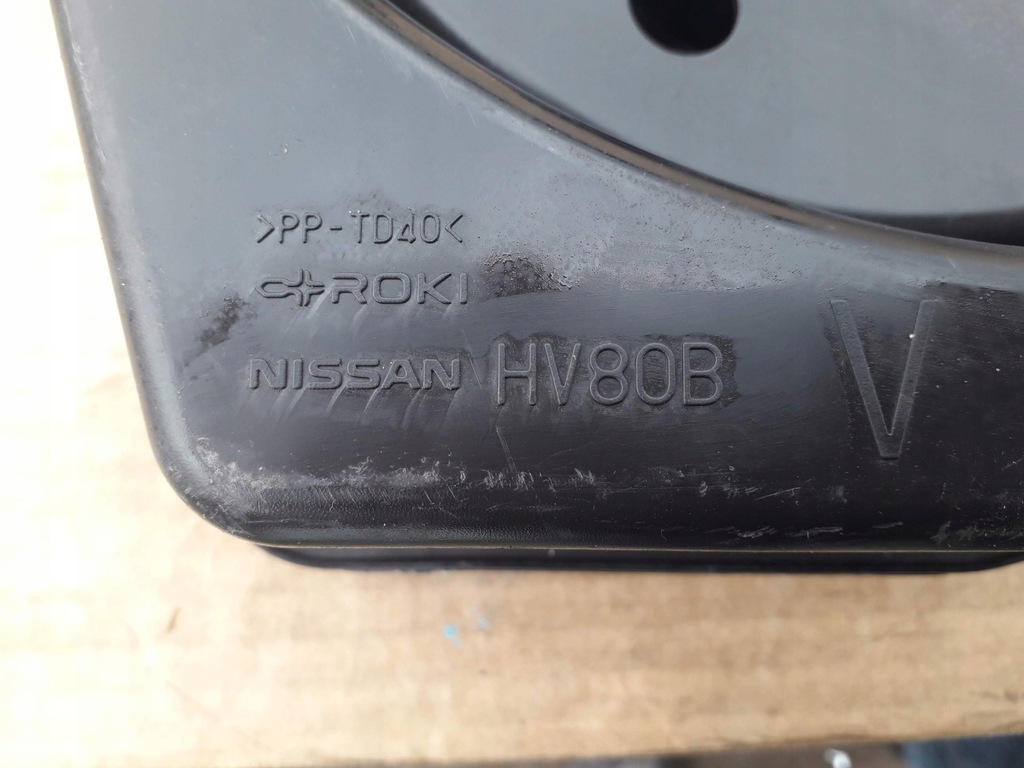 >PP-TD40<
ROKI
NISSAN HV80B V